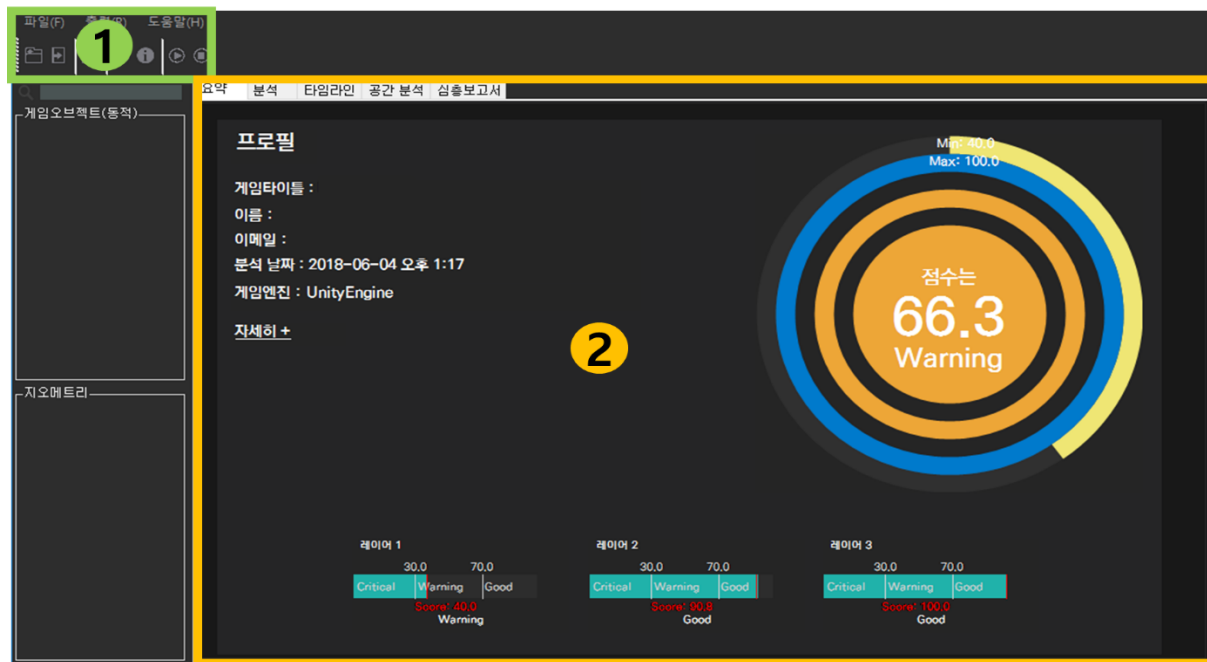 파일(F) 도움말(H)
1
요약 분석 타임라인 공간 분석 심층보고서
게임오브젝트(동적)
지오메트리
프로필
게임타이틀 :
이름 :
이메일 :
분석 날짜 : 2018-06-04 오후 1:17
게임엔진 : UnityEngine
자세히 +
2
Min: 40.0
Max: 100.0
점수는
66.3
Warning
레이어 1
30.0 70.0
Critical Warning Good
Score: 40.0
Warning
레이어 2
30.0 70.0
Critical Warning Good
Score: 90.8
Good
레이어 3
30.0 70.0
Critical Warning Good
Score: 100.0
Good